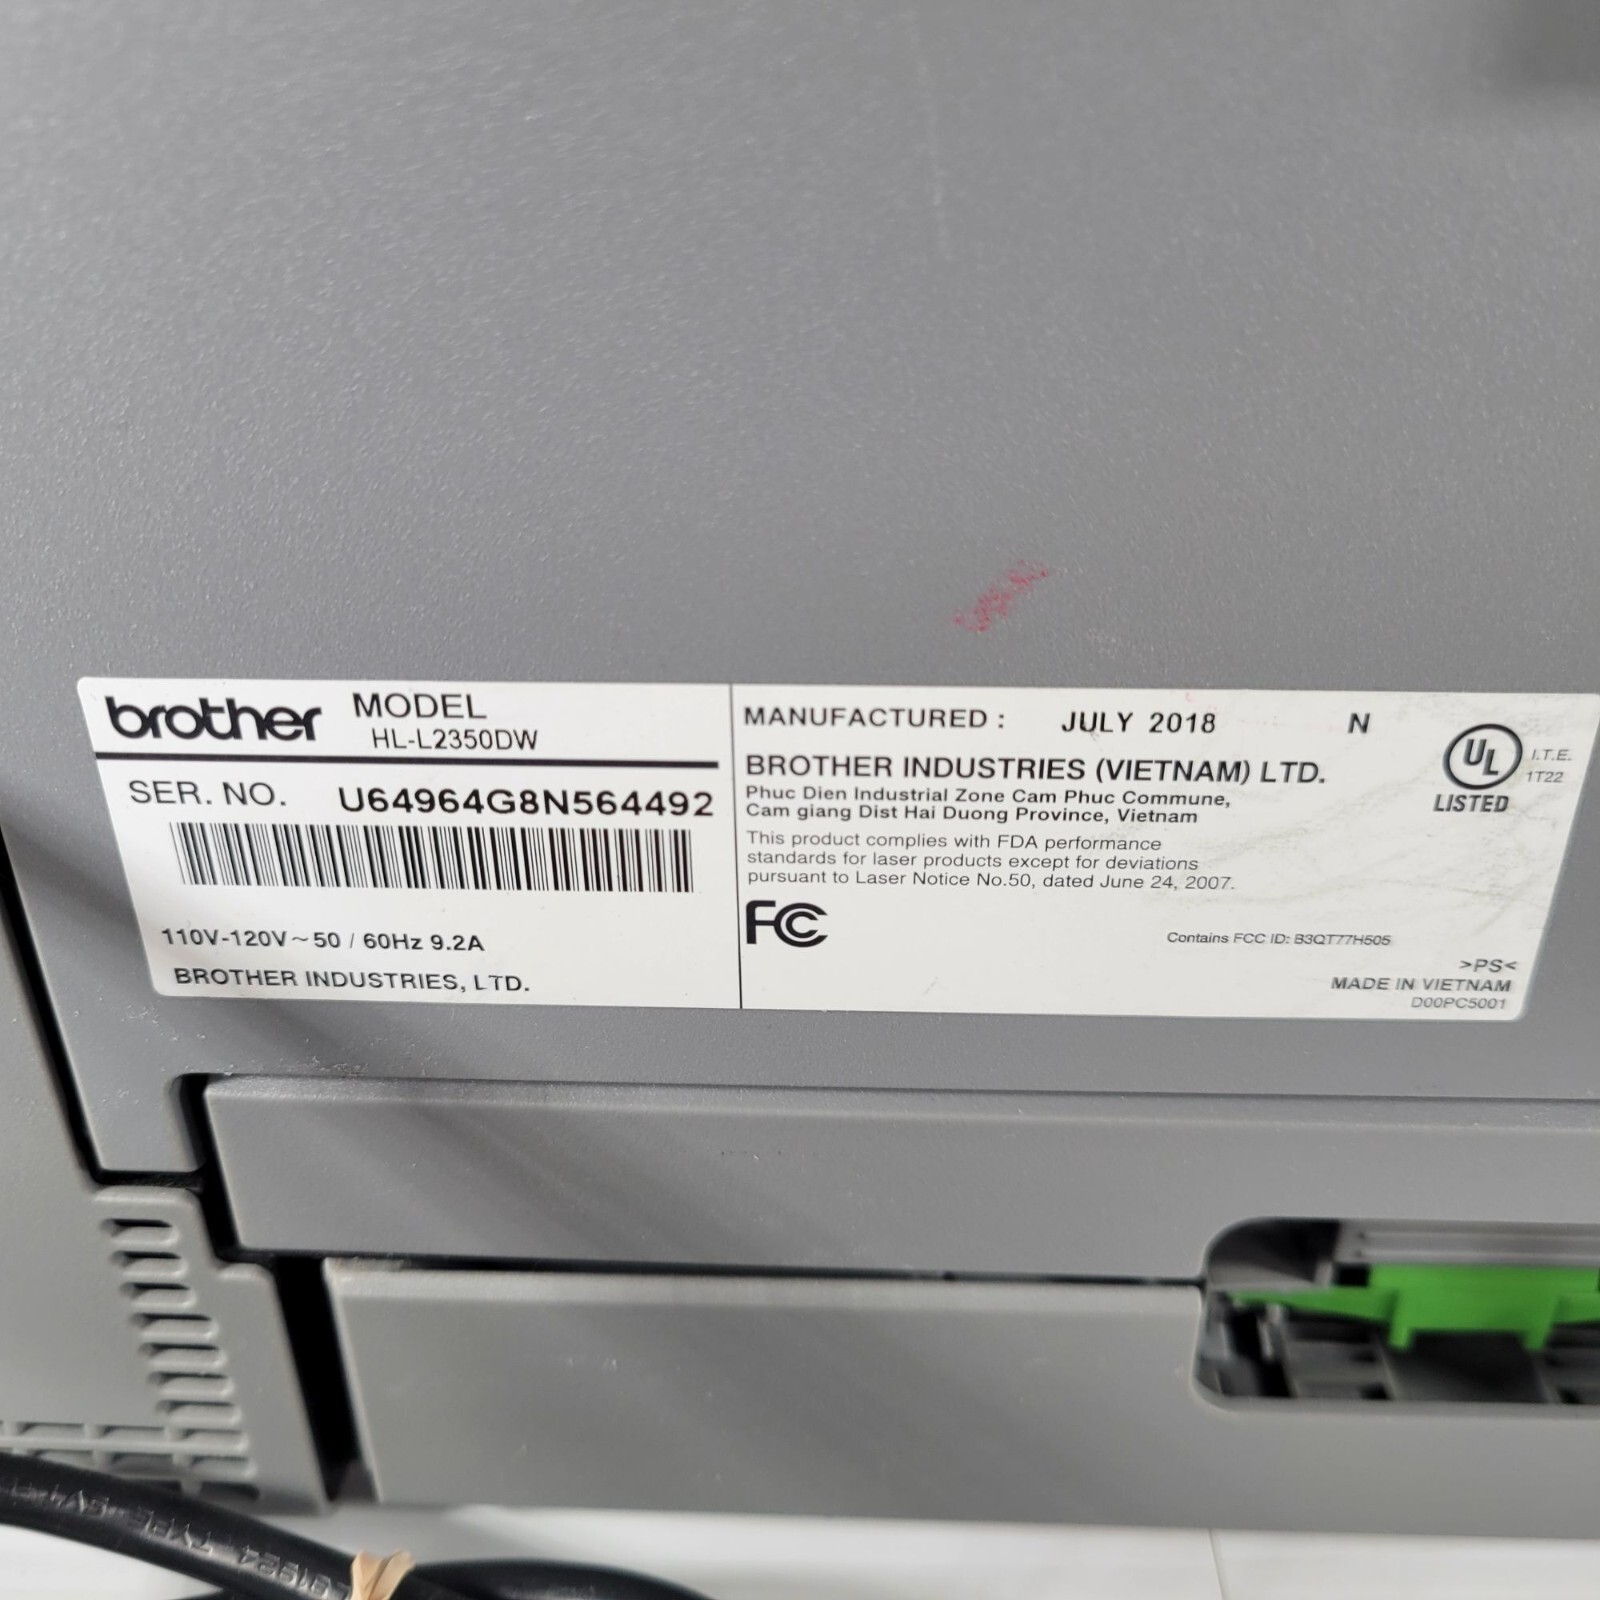 brother
MODEL
HL-L2350DW
SER. NO. U64964G8N564492
110V-120V~50 / 60Hz 9.2A
BROTHER INDUSTRIES, LTD.
MANUFACTURED : JULY 2018 N
BROTHER INDUSTRIES (VIETNAM) LTD.
Phuc Dien Industrial Zone Cam Phuc Commune,
Cam giang Dist Hai Duong Province, Vietnam
This product complies with FDA performance
standards for laser products except for deviations
pursuant to Laser Notice No.50, dated June 24, 2007.
FC
Contains FCC ID: B3QT77H505
UL
LISTED
I.T.E.
1T22
>PS<
MADE IN VIETNAM
D00PC5001
TYPE